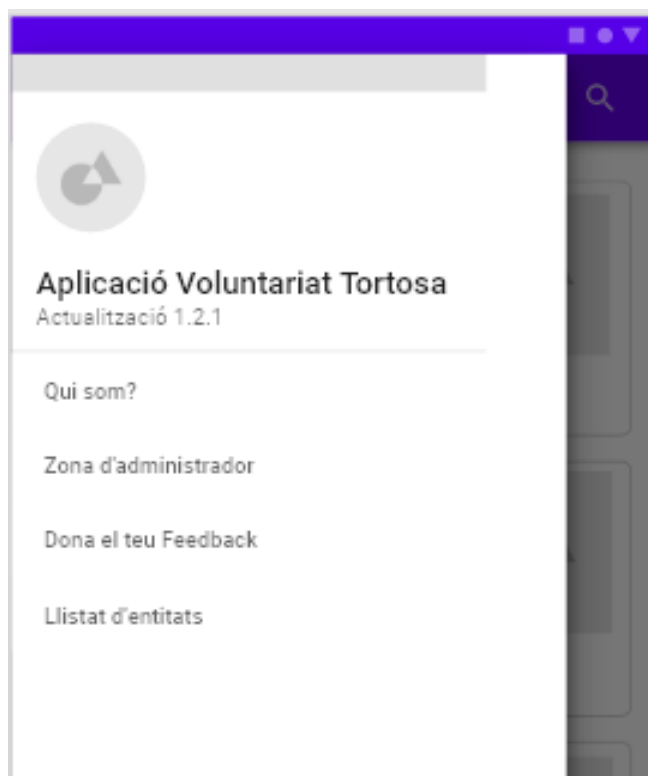 Aplicació Voluntariat Tortosa
Actualització 1.2.1
Qui som?
Zona d'administrador
Dona el teu Feedback
Llistat d'entitats